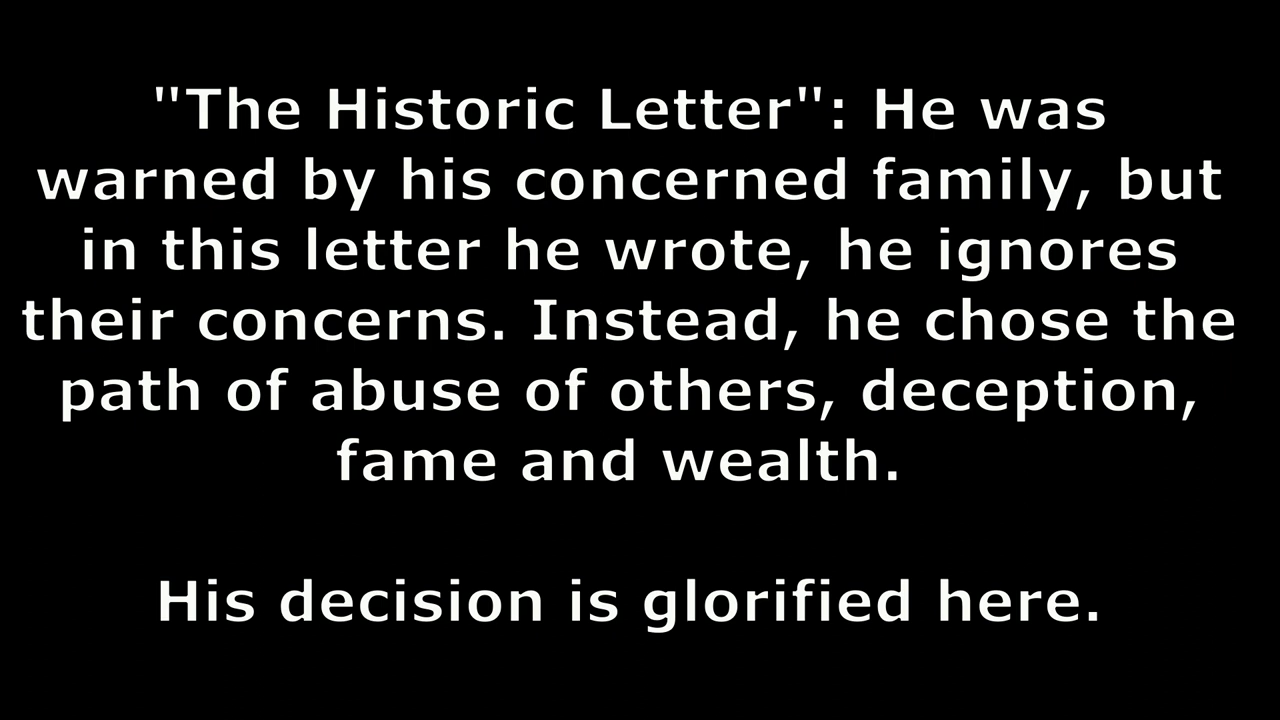 "The Historic Letter": He was
warned by his concerned family, but
in this letter he wrote, he ignores
their concerns. Instead, he chose the
path of abuse of others, deception,
fame and wealth.
His decision is glorified here.